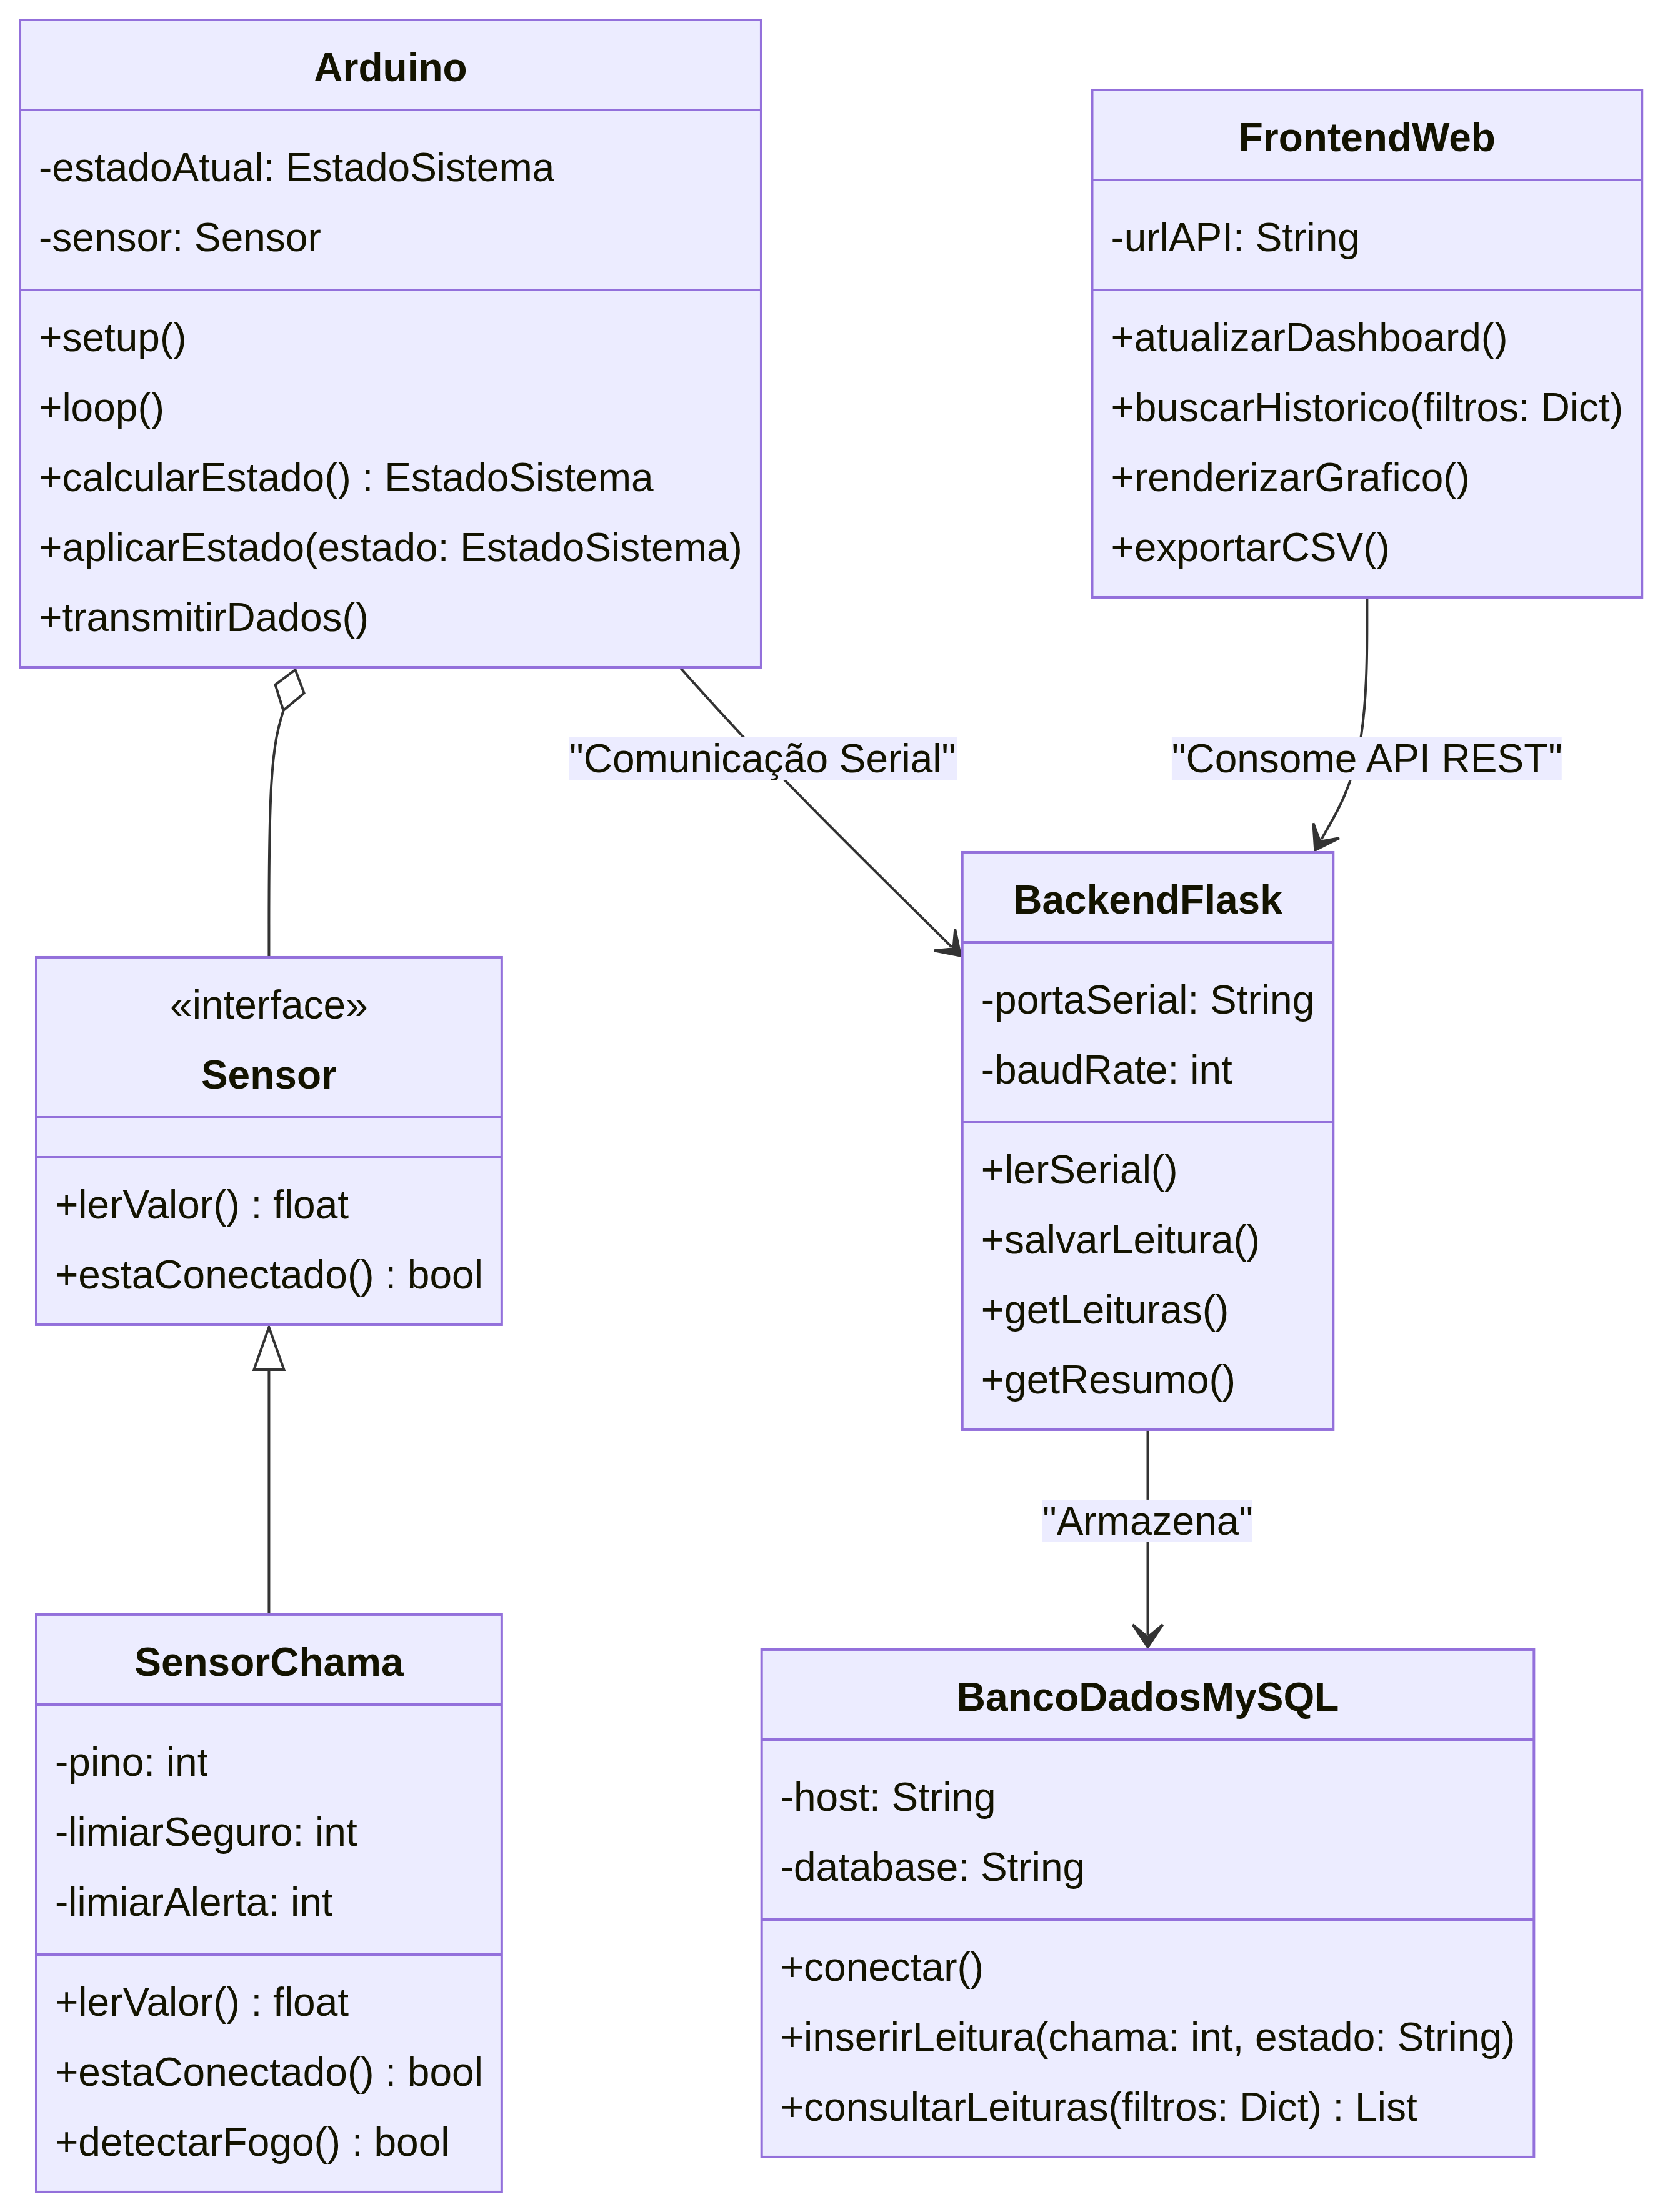 Arduino
-estadoAtual: EstadoSistema
-sensor: Sensor
+setup()
+loop()
+calcularEstado() : EstadoSistema
+aplicarEstado(estado: EstadoSistema)
+transmitirDados()
FrontendWeb
-urlAPI: String
+atualizarDashboard()
+buscarHistorico(filtros: Dict)
+renderizarGrafico()
+exportarCSV()
"Comunicação Serial"
"Consome API REST"
«interface»
Sensor
+lerValor() : float
+estaConectado() : bool
BackendFlask
-portaSerial: String
-baudRate: int
+lerSerial()
+salvarLeitura()
+getLeituras()
+getResumo()
"Armazena"
SensorChama
-pino: int
-limiarSeguro: int
-limiarAlerta: int
+lerValor() : float
+estaConectado() : bool
+detectarFogo() : bool
BancoDadosMySQL
-host: String
-database: String
+conectar()
+inserirLeitura(chama: int, estado: String)
+consultarLeituras(filtros: Dict) : List